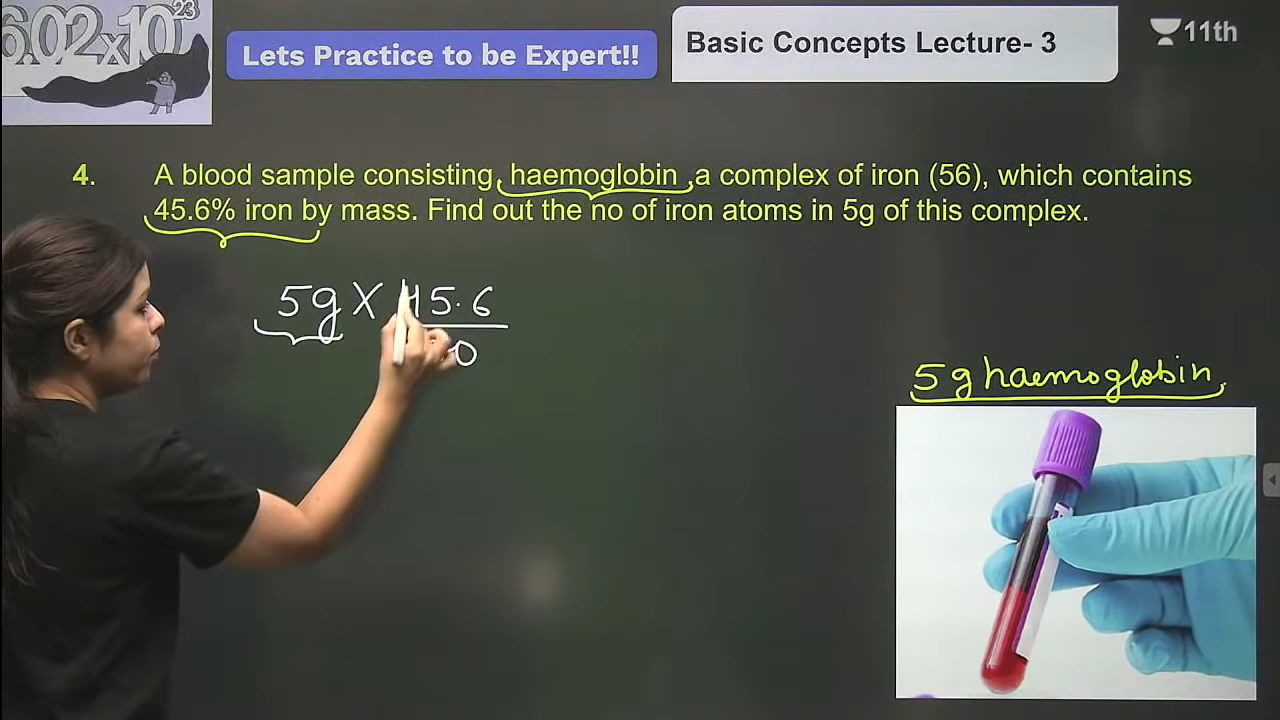 6.02x1023
Lets Practice to be Expert!!
Basic Concepts Lecture- 3
11th
4. A blood sample consisting haemoglobin a complex of iron (56), which contains
45.6% iron by mass. Find out the no of iron atoms in 5g of this complex.
5g X 45.6
0
5g haemoglobin